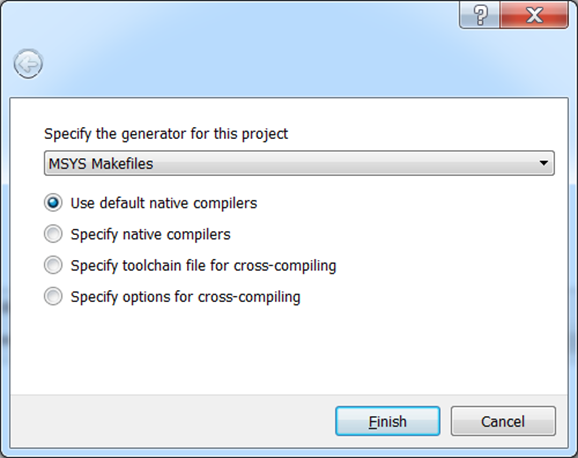 Specify the generator for this project
MSYS Makefiles
Use default native compilers
Specify native compilers
Specify toolchain file for cross-compiling
Specify options for cross-compiling
Finish Cancel